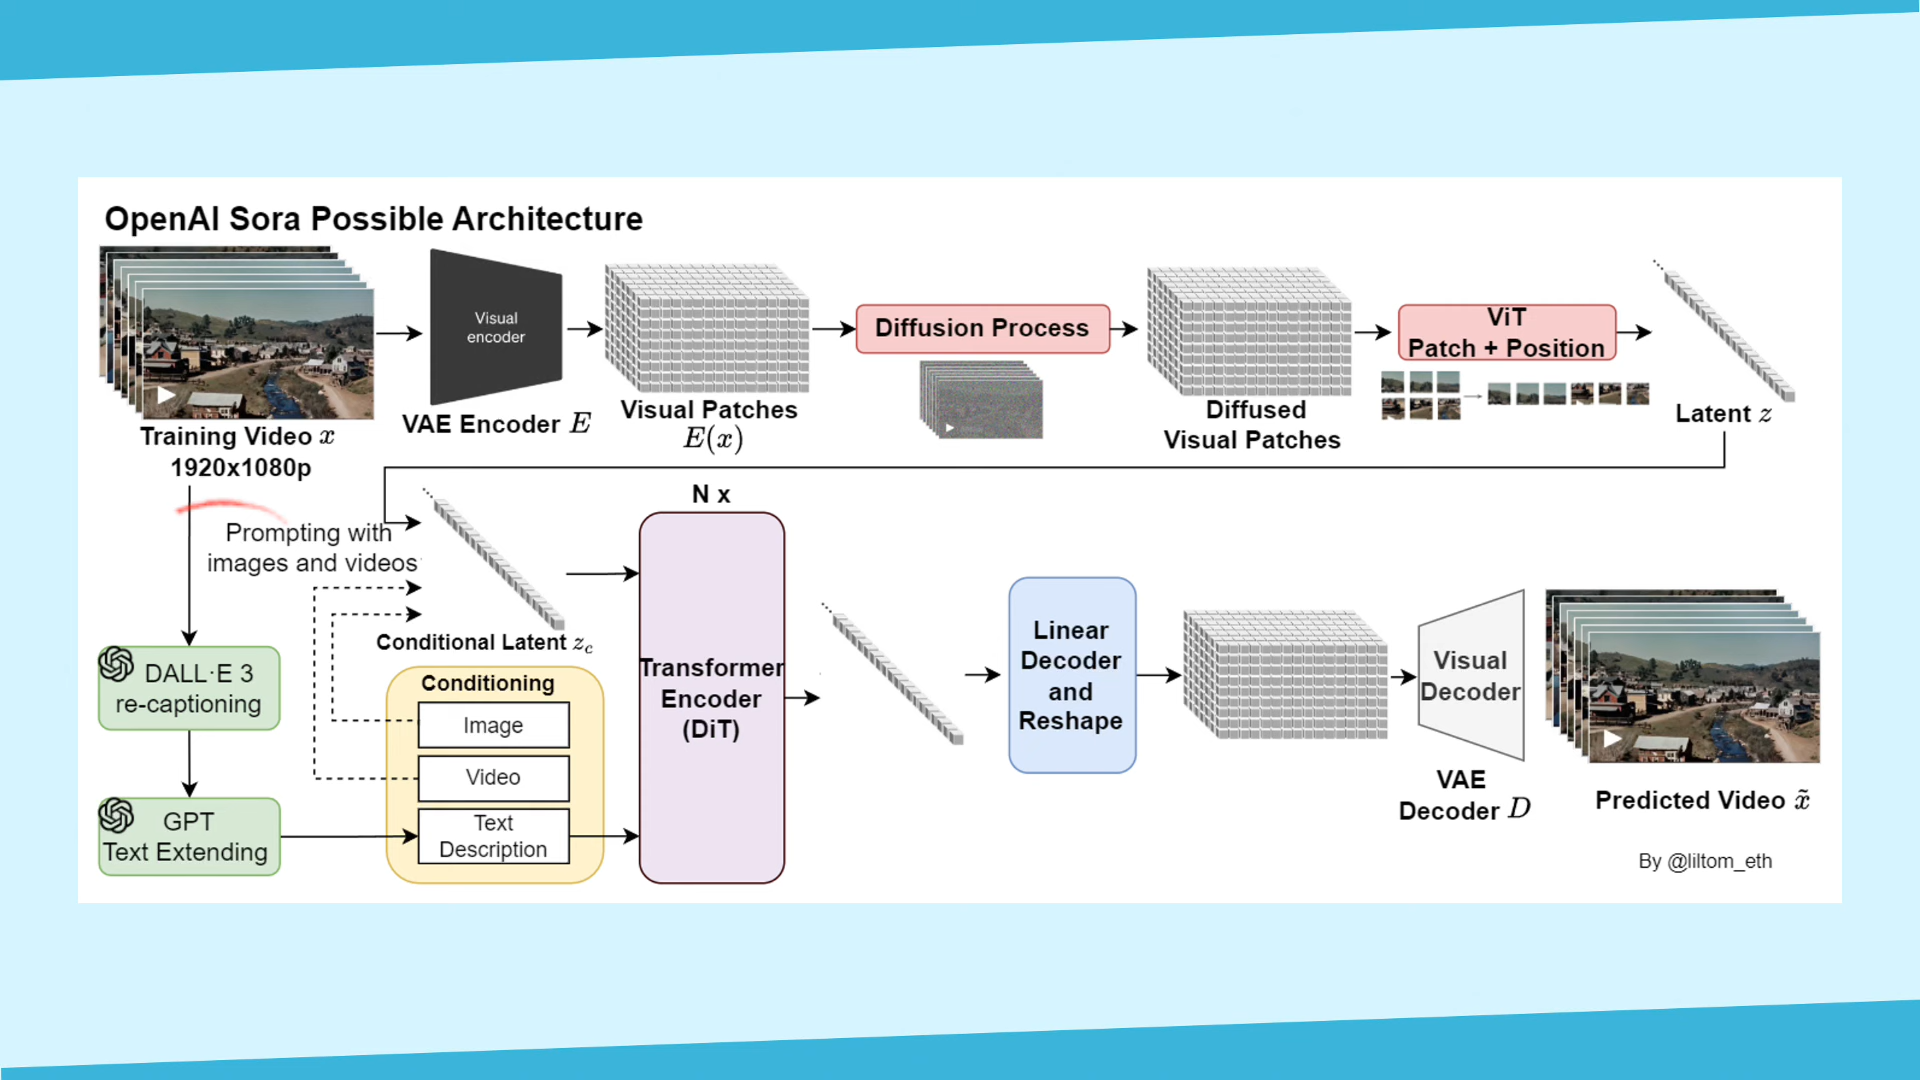 OpenAI Sora Possible Architecture
Visual
encoder
Training Video x
1920x1080p
VAE Encoder E
Visual Patches
E(x)
Diffusion Process
Diffused
Visual Patches
ViT
Patch + Position
Latent z
Prompting with
images and videos
Conditional Latent z_c
DALL·E 3
re-captioning
GPT
Text Extending
Conditioning
Image
Video
Text
Description
N x
Transformer
Encoder
(DiT)
Linear
Decoder
and
Reshape
Visual
Decoder
VAE
Decoder D
Predicted Video x̃
By @liltom_eth